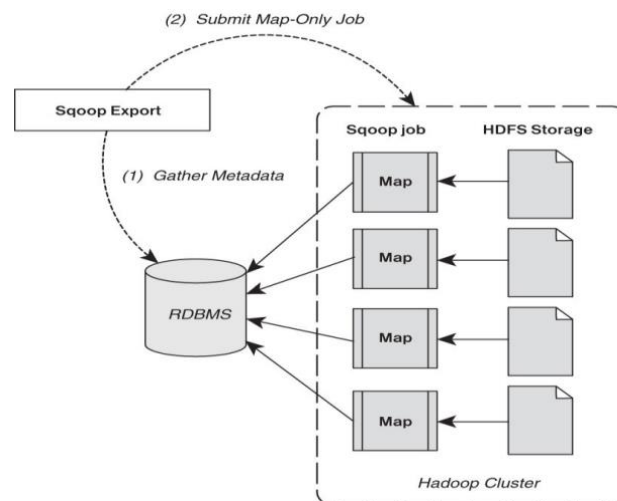 (2) Submit Map-Only Job
Sqoop Export
(1) Gather Metadata
RDBMS
Sqoop job
HDFS Storage
Map
Map
Map
Map
Hadoop Cluster